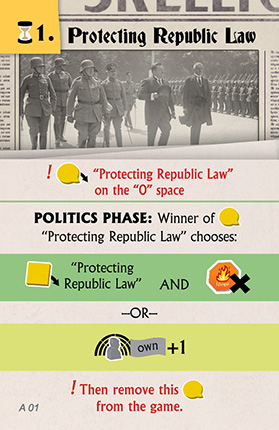 1. Protecting Republic Law
! "Protecting Republic Law"
on the "0" space
POLITICS PHASE: Winner of
"Protecting Republic Law" chooses:
"Protecting
Republic Law" AND
–OR–
own +1
! Then remove this
from the game.
A 01